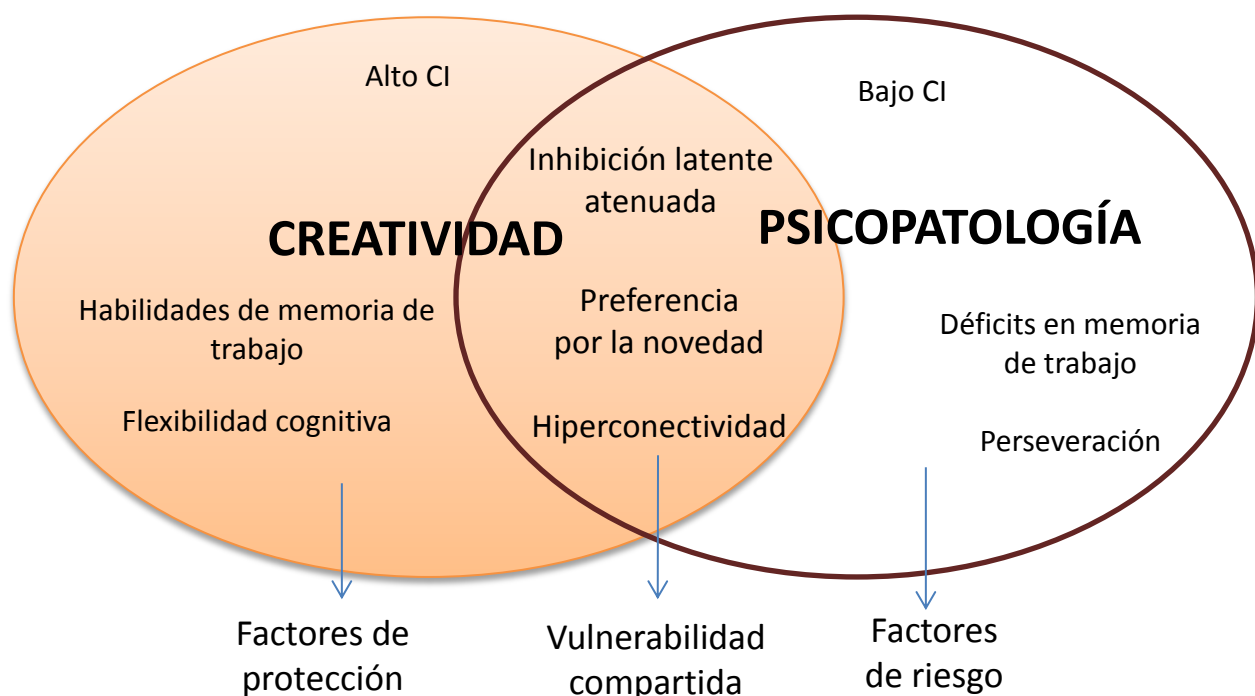 Alto CI
Bajo CI
Inhibición latente
atenuada
CREATIVIDAD
PSICOPATOLOGÍA
Habilidades de memoria de
trabajo
Preferencia
por la novedad
Déficits en memoria
de trabajo
Flexibilidad cognitiva
Hiperconectividad
Perseveración
Factores de
protección
Vulnerabilidad
compartida
Factores
de riesgo